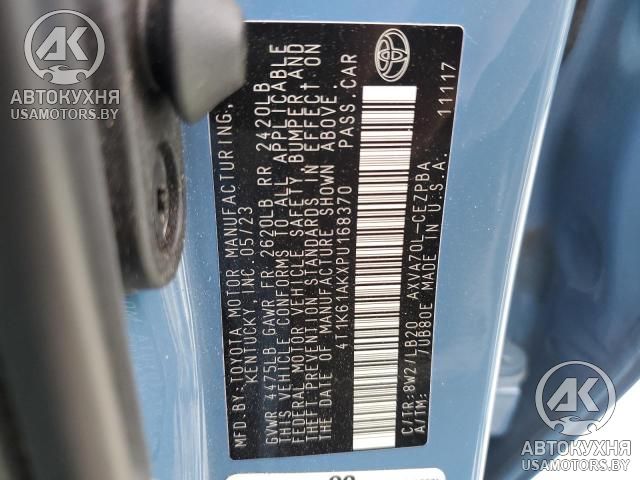 MFD. BY: TOYOTA MOTOR MANUFACTURING,
KENTUCKY, INC. 05/23
GVWR 4475LB GAWR FR 2620LB RR 2420LB
THIS VEHICLE CONFORMS TO ALL APPLICABLE
FEDERAL MOTOR VEHICLE SAFETY, BUMPER AND
THEFT PREVENTION STANDARDS IN EFFECT ON
THE DATE OF MANUFACTURE SHOWN ABOVE.
4T1K61AKXPU168370 PASS.CAR
C/TR:8W2/LB20 AXVA70L-CEZPBA
A/TM: /UB80E MADE IN U.S.A. 11117
AK
АВТОКУХНЯ
USAMOTORS.BY
AK
АВТОКУХНЯ
USAMOTORS.BY